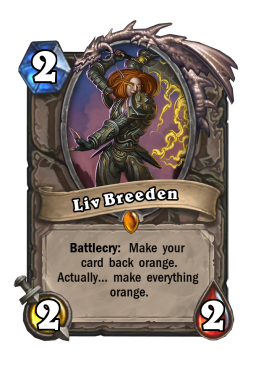 2
Liv Breeden
Battlecry: Make your
card back orange.
Actually... make everything
orange.
2
2